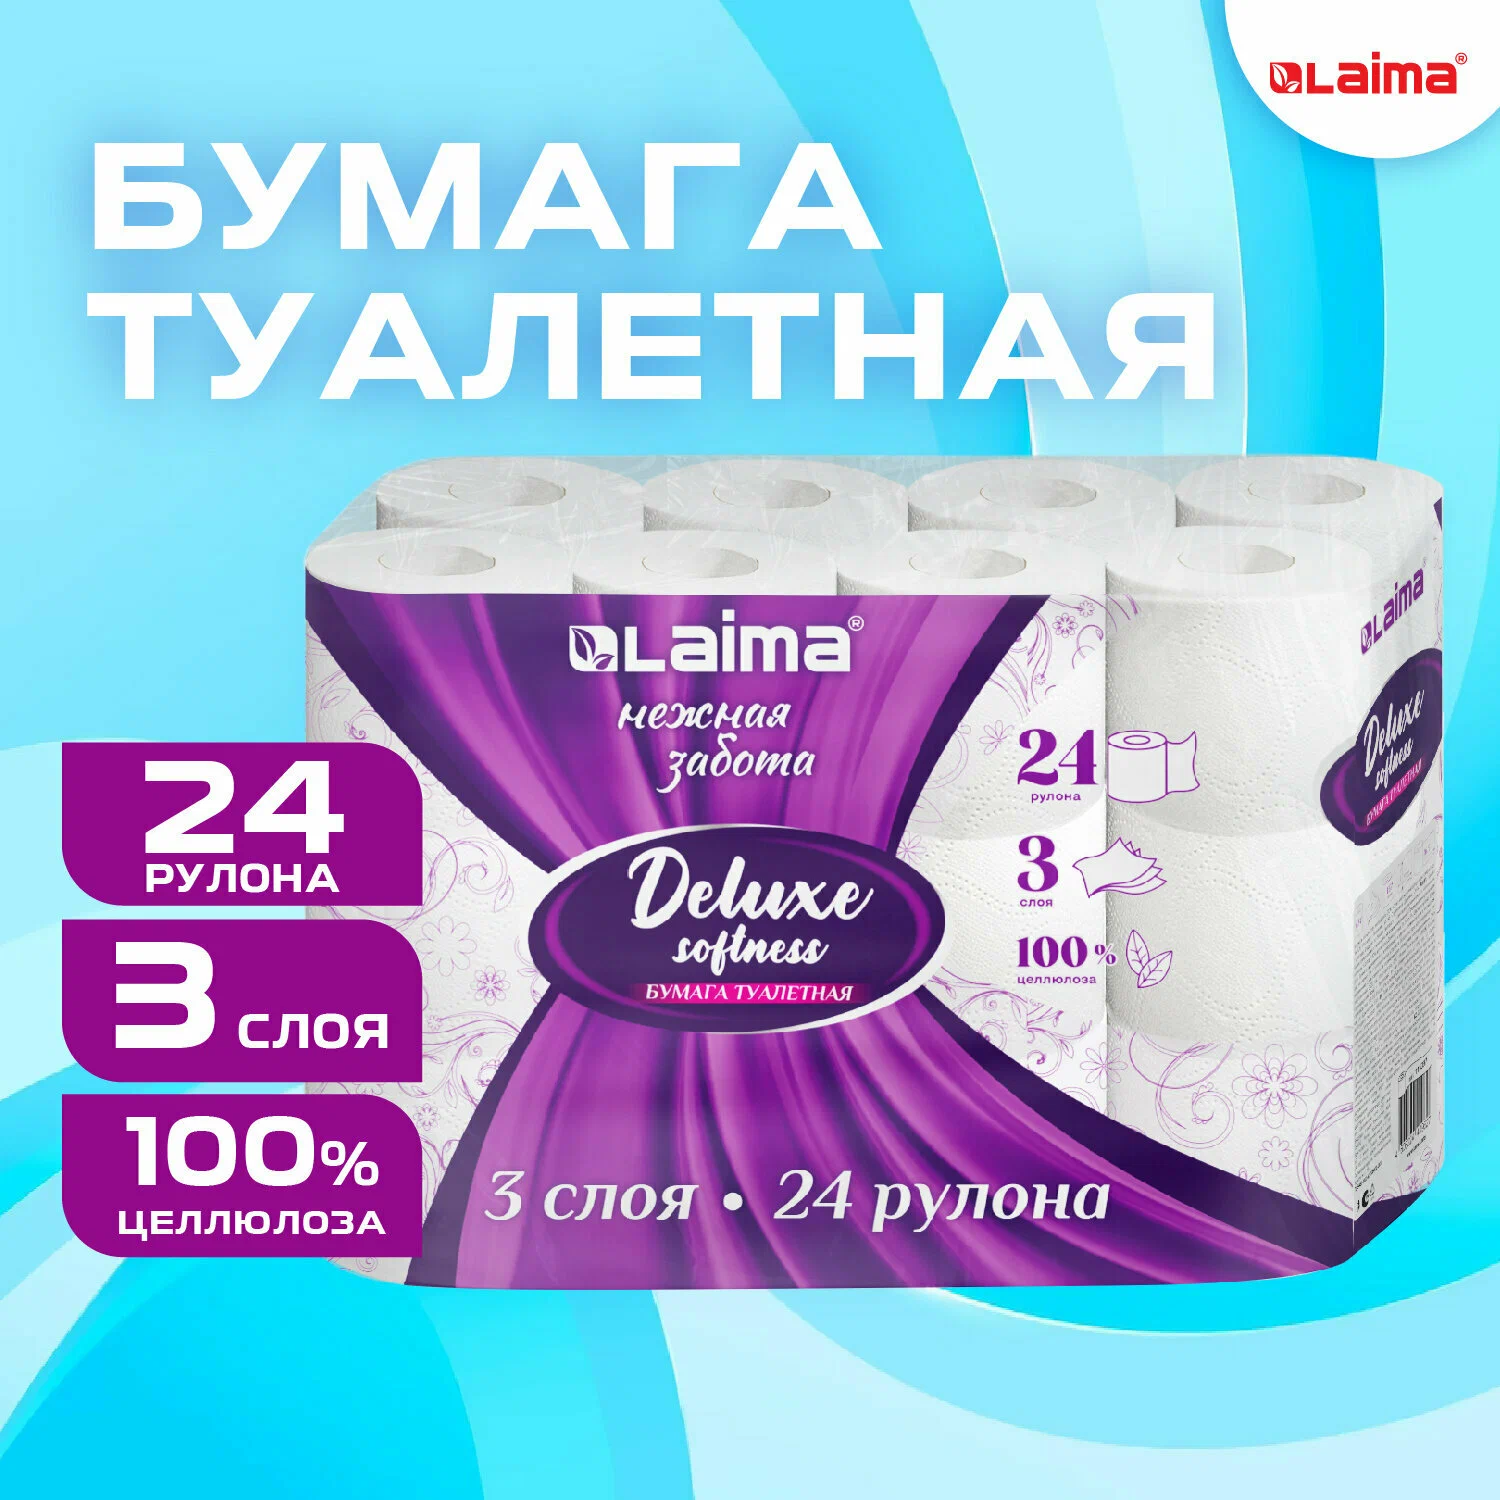 Laima®
БУМАГА
ТУАЛЕТНАЯ
Laima®
нежная
забота
24
рулона
3
слоя
100%
целлюлоза
Deluxe
softness
БУМАГА ТУАЛЕТНАЯ
3 слоя • 24 рулона
Laima
Deluxe
softness
БУМАГА ТУАЛЕТНАЯ
24
РУЛОНА
3 СЛОЯ
100%
ЦЕЛЛЮЛОЗА